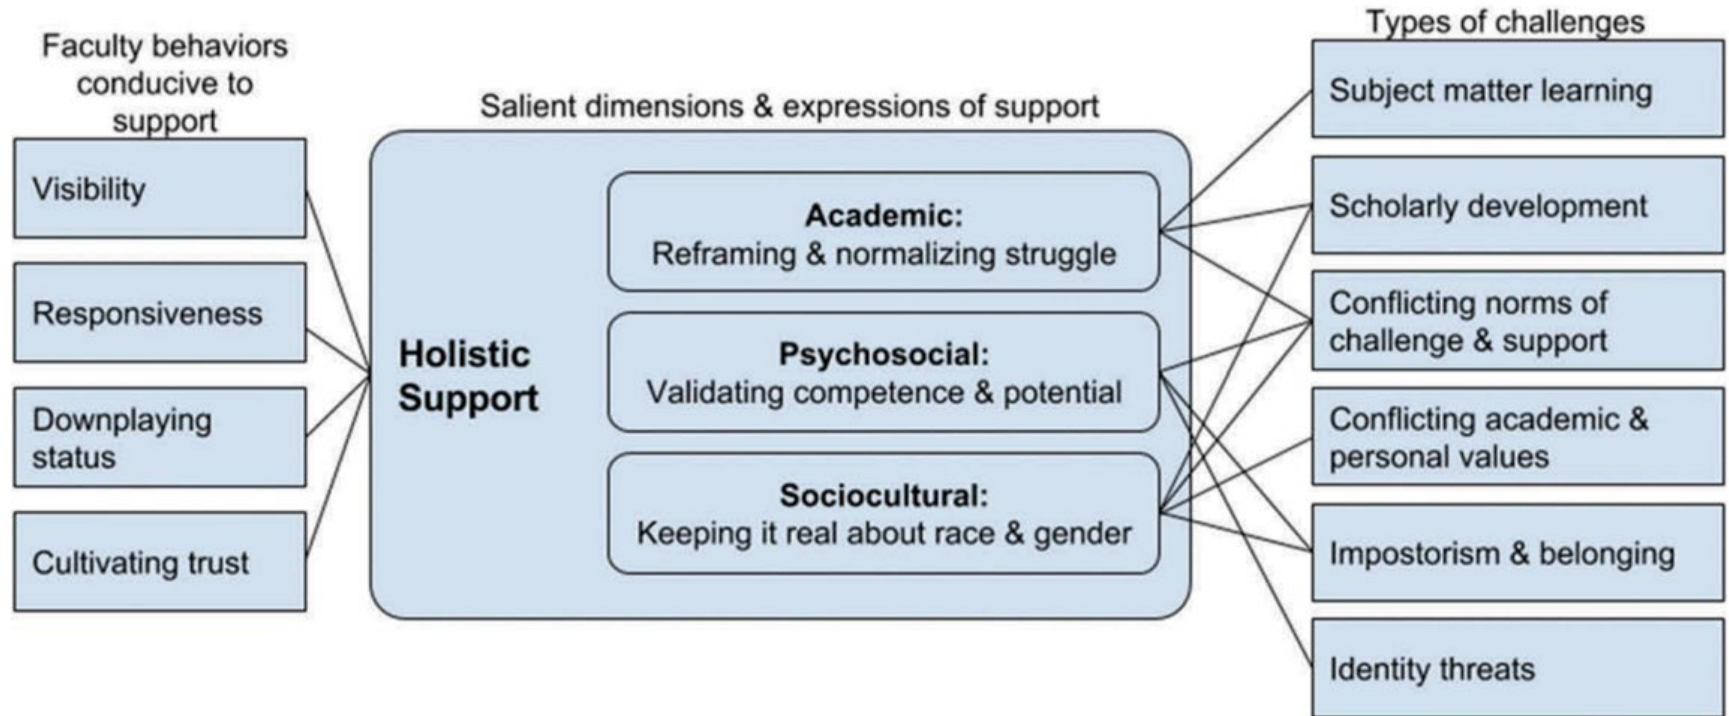 Faculty behaviors
conducive to
support
Visibility
Responsiveness
Downplaying
status
Cultivating trust
Salient dimensions & expressions of support
Holistic
Support
Academic:
Reframing & normalizing struggle
Psychosocial:
Validating competence & potential
Sociocultural:
Keeping it real about race & gender
Types of challenges
Subject matter learning
Scholarly development
Conflicting norms of
challenge & support
Conflicting academic &
personal values
Impostorism & belonging
Identity threats